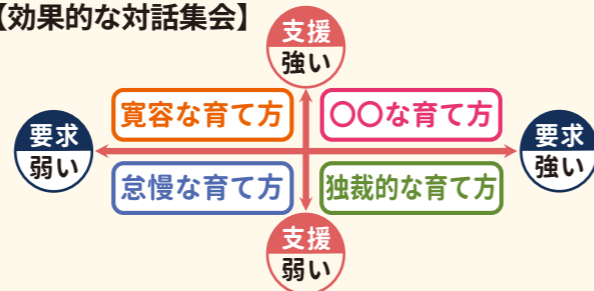 【効果的な対話集会】
支援
強い
寛容な育て方
〇〇な育て方
要求
弱い
要求
強い
怠慢な育て方
独裁的な育て方
支援
弱い